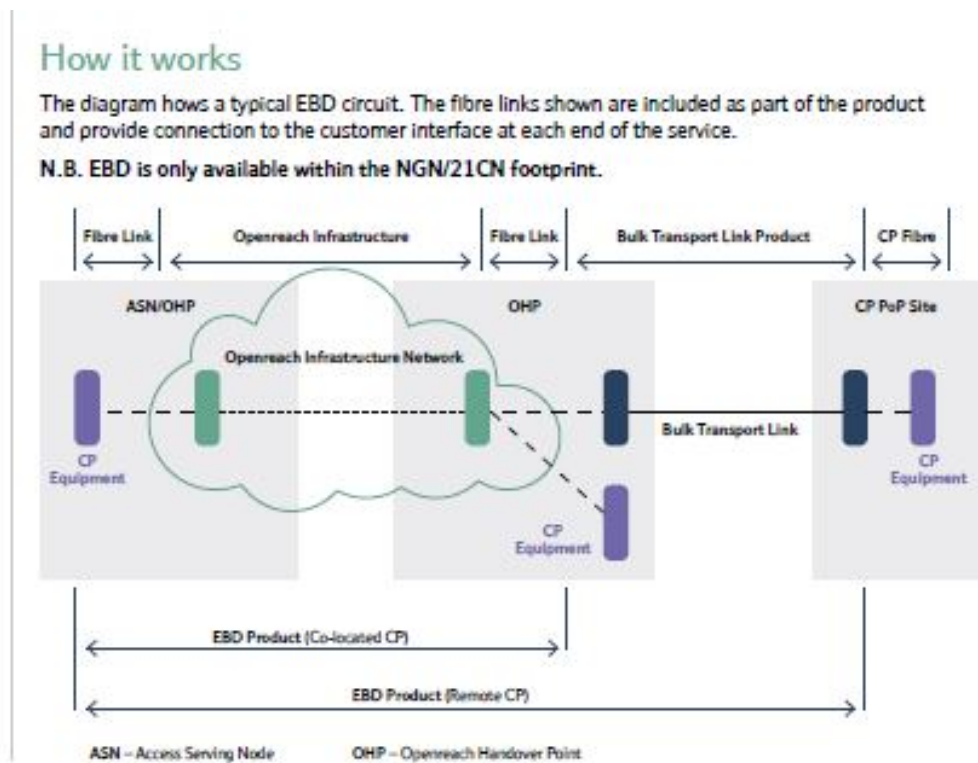 How it works
The diagram hows a typical EBD circuit. The fibre links shown are included as part of the product
and provide connection to the customer interface at each end of the service.
N.B. EBD is only available within the NGN/21CN footprint.
Fibre Link
Openreach Infrastructure
Fibre Link
Bulk Transport Link Product
CP Fibre
ASN/OHP
OHP
CP PoP Site
Openreach Infrastructure Network
Bulk Transport Link
CP
Equipment
CP
Equipment
CP
Equipment
EBD Product (Co-located CP)
EBD Product (Remote CP)
ASN – Access Serving Node
OHP – Openreach Handover Point